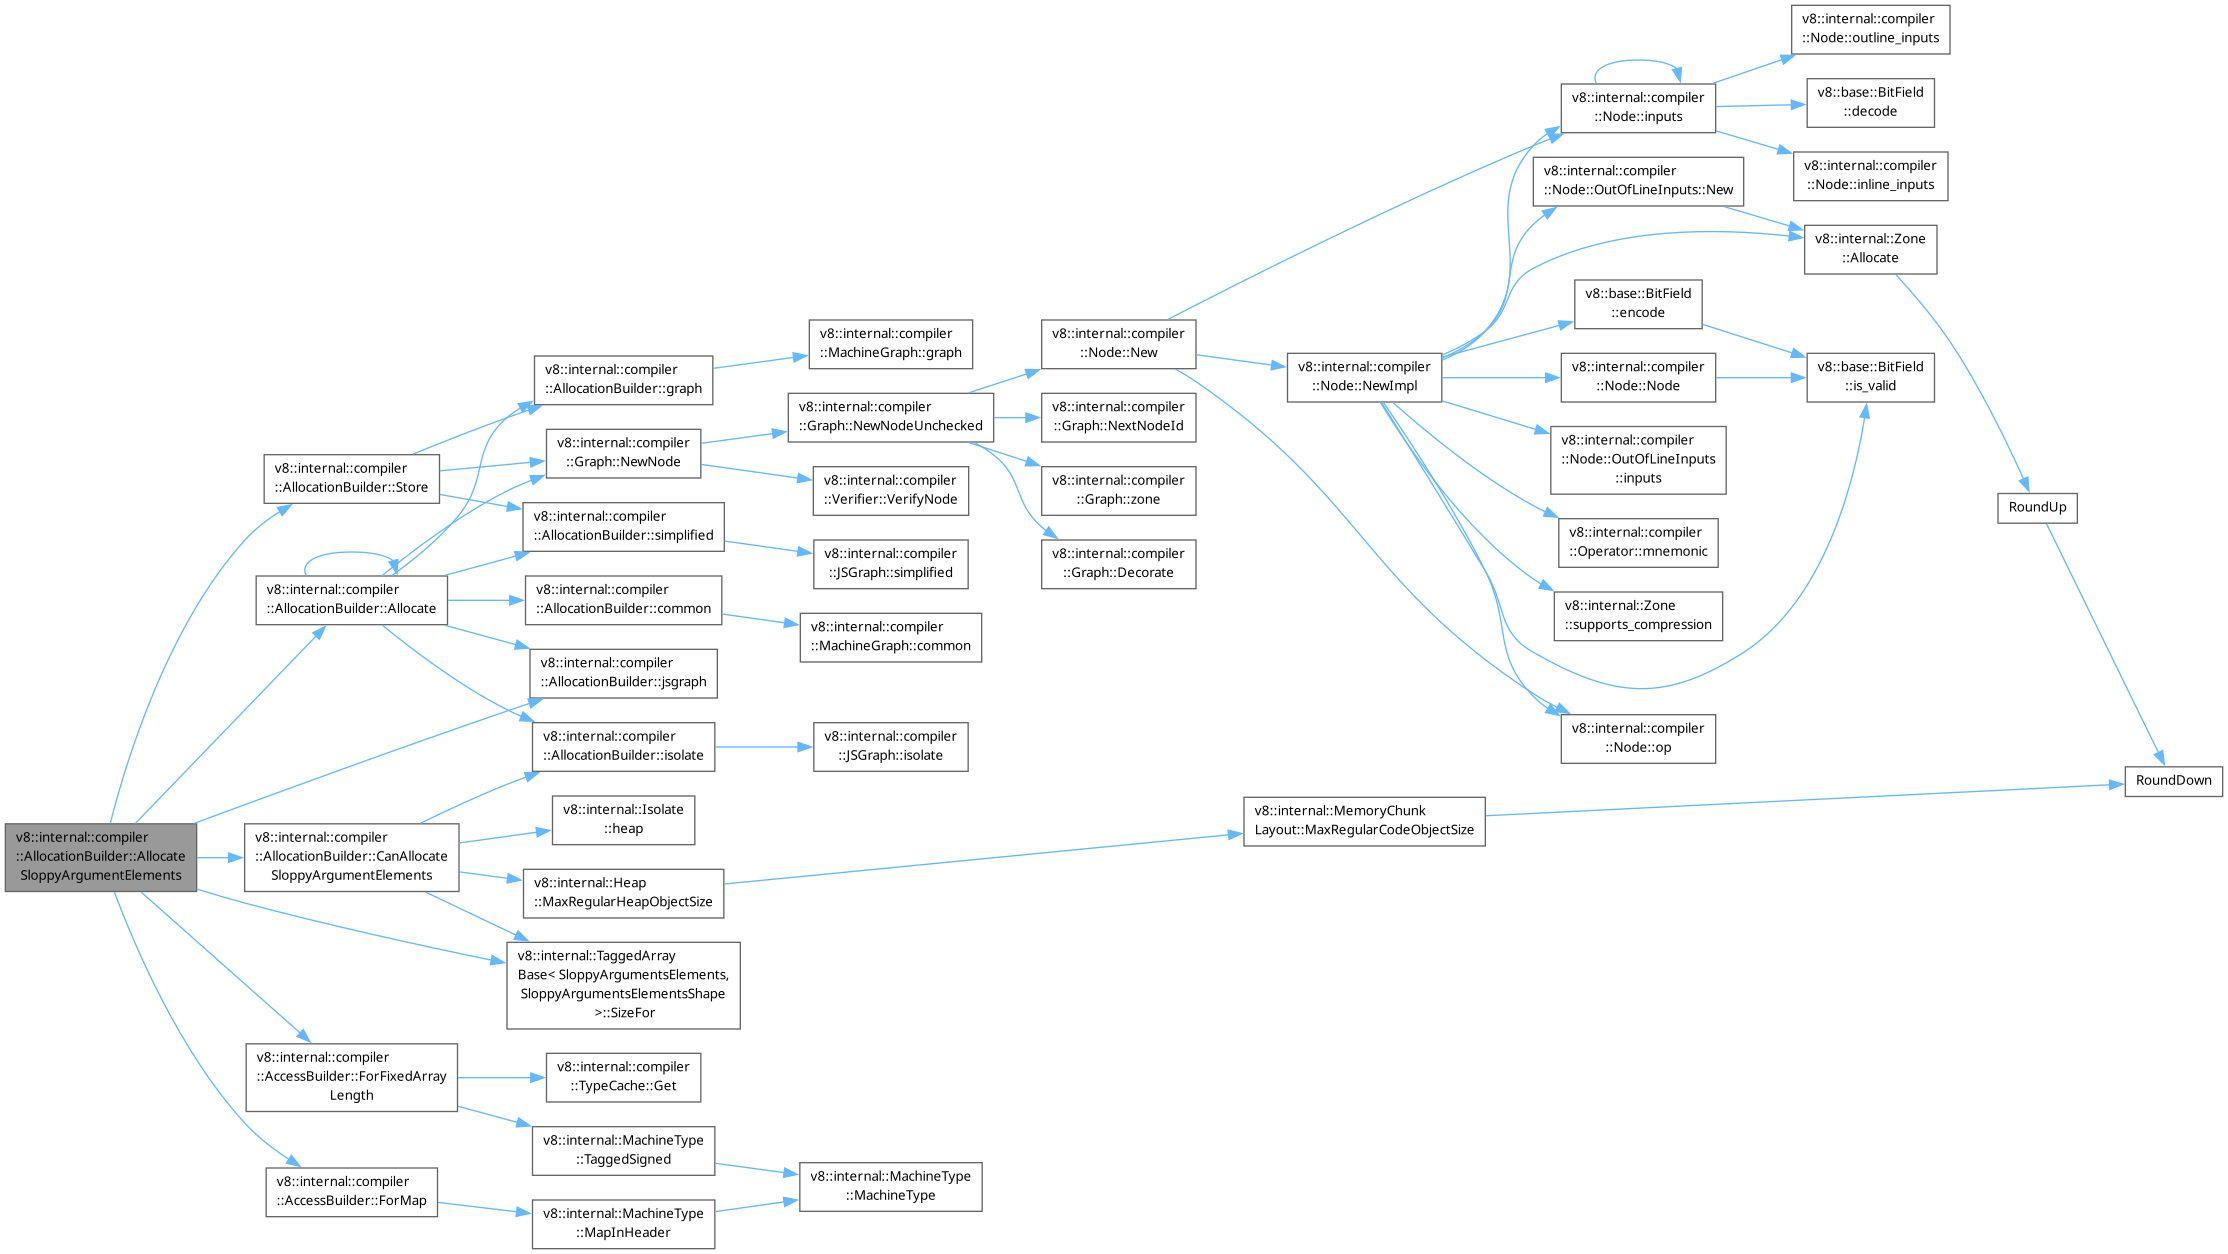 v8::internal::compiler
::AllocationBuilder::Allocate
SloppyArgumentElements
v8::internal::compiler
::AllocationBuilder::Store
v8::internal::compiler
::AllocationBuilder::Allocate
v8::internal::compiler
::AllocationBuilder::CanAllocate
SloppyArgumentElements
v8::internal::compiler
::AccessBuilder::ForFixedArray
Length
v8::internal::compiler
::AccessBuilder::ForMap
v8::internal::compiler
::AllocationBuilder::graph
v8::internal::compiler
::Graph::NewNode
v8::internal::compiler
::AllocationBuilder::simplified
v8::internal::compiler
::AllocationBuilder::common
v8::internal::compiler
::AllocationBuilder::jsgraph
v8::internal::compiler
::AllocationBuilder::isolate
v8::internal::Isolate
::heap
v8::internal::Heap
::MaxRegularHeapObjectSize
v8::internal::TaggedArray
Base< SloppyArgumentsElements,
SloppyArgumentsElementsShape
>::SizeFor
v8::internal::compiler
::TypeCache::Get
v8::internal::MachineType
::TaggedSigned
v8::internal::MachineType
::MapInHeader
v8::internal::compiler
::MachineGraph::graph
v8::internal::compiler
::Graph::NewNodeUnchecked
v8::internal::compiler
::Verifier::VerifyNode
v8::internal::compiler
::JSGraph::simplified
v8::internal::compiler
::MachineGraph::common
v8::internal::compiler
::JSGraph::isolate
v8::internal::MachineType
::MachineType
v8::internal::compiler
::Node::New
v8::internal::compiler
::Graph::NextNodeId
v8::internal::compiler
::Graph::zone
v8::internal::compiler
::Graph::Decorate
v8::internal::compiler
::Node::NewImpl
v8::internal::MemoryChunk
Layout::MaxRegularCodeObjectSize
v8::internal::compiler
::Node::inputs
v8::internal::compiler
::Node::OutOfLineInputs::New
v8::base::BitField
::encode
v8::internal::compiler
::Node::Node
v8::internal::compiler
::Node::OutOfLineInputs
::inputs
v8::internal::compiler
::Operator::mnemonic
v8::internal::Zone
::supports_compression
v8::internal::compiler
::Node::op
v8::internal::compiler
::Node::outline_inputs
v8::base::BitField
::decode
v8::internal::compiler
::Node::inline_inputs
v8::internal::Zone
::Allocate
v8::base::BitField
::is_valid
RoundUp
RoundDown